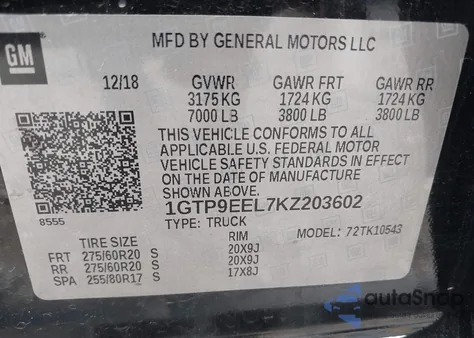 GM
MFD BY GENERAL MOTORS LLC
12/18 GVWR GAWR FRT GAWR RR
3175 KG 1724 KG 1724 KG
7000 LB 3800 LB 3800 LB
THIS VEHICLE CONFORMS TO ALL
APPLICABLE U.S. FEDERAL MOTOR
VEHICLE SAFETY STANDARDS IN EFFECT
ON THE DATE OF MANUFACTURE
SHOWN ABOVE.
8555
1GTP9EEL7KZ203602
TYPE: TRUCK MODEL: 72TK10543
TIRE SIZE RIM
FRT 275/60R20 S 20X9J
RR 275/60R20 S 20X9J
SPA 255/80R17 S 17X8J
autaSnap